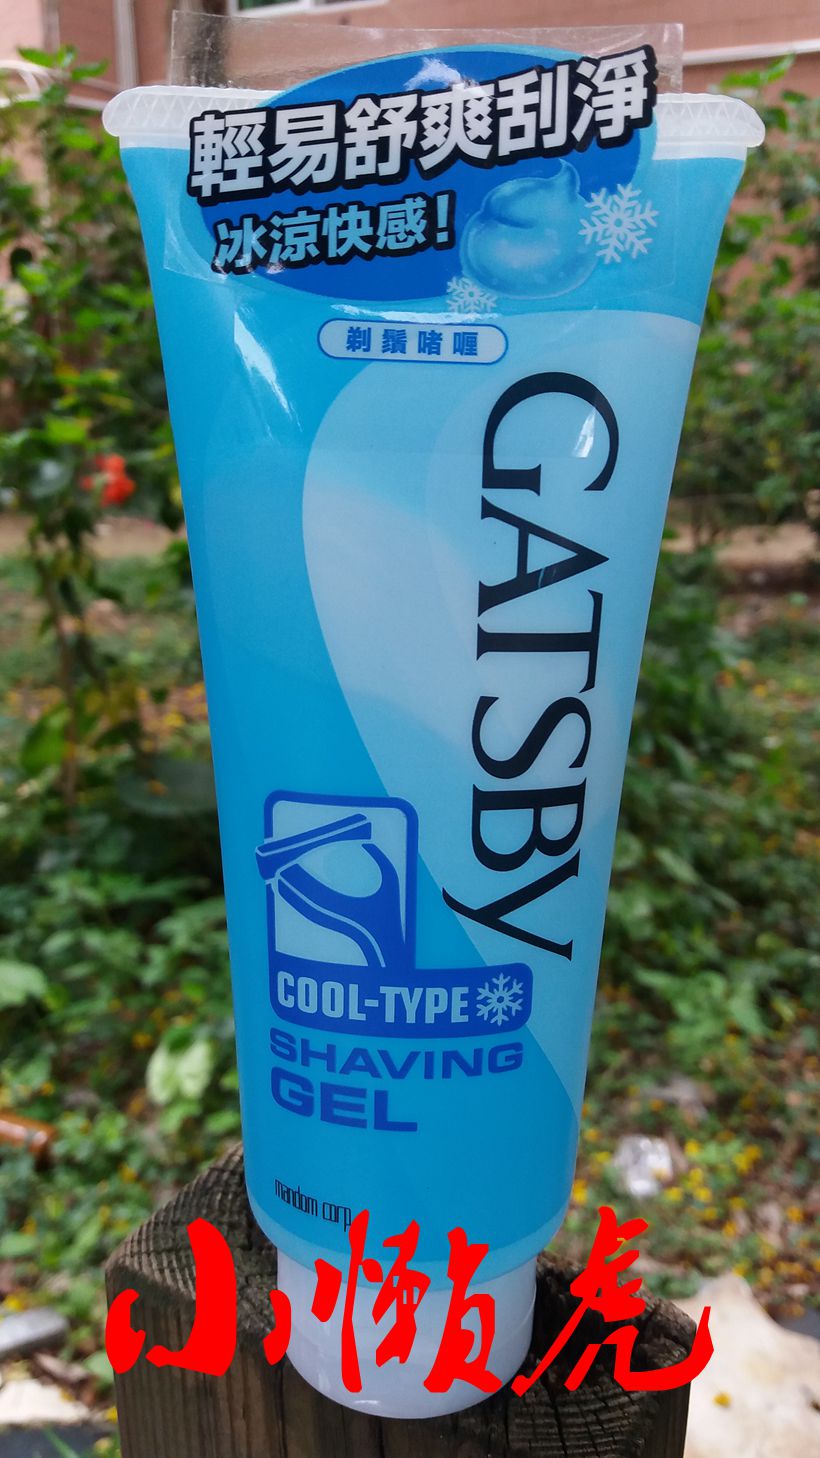 輕易舒爽刮淨
冰涼快感!
剃鬚啫喱
GATSBY
COOL-TYPE
SHAVING
GEL
mandom corp.
小懶虎